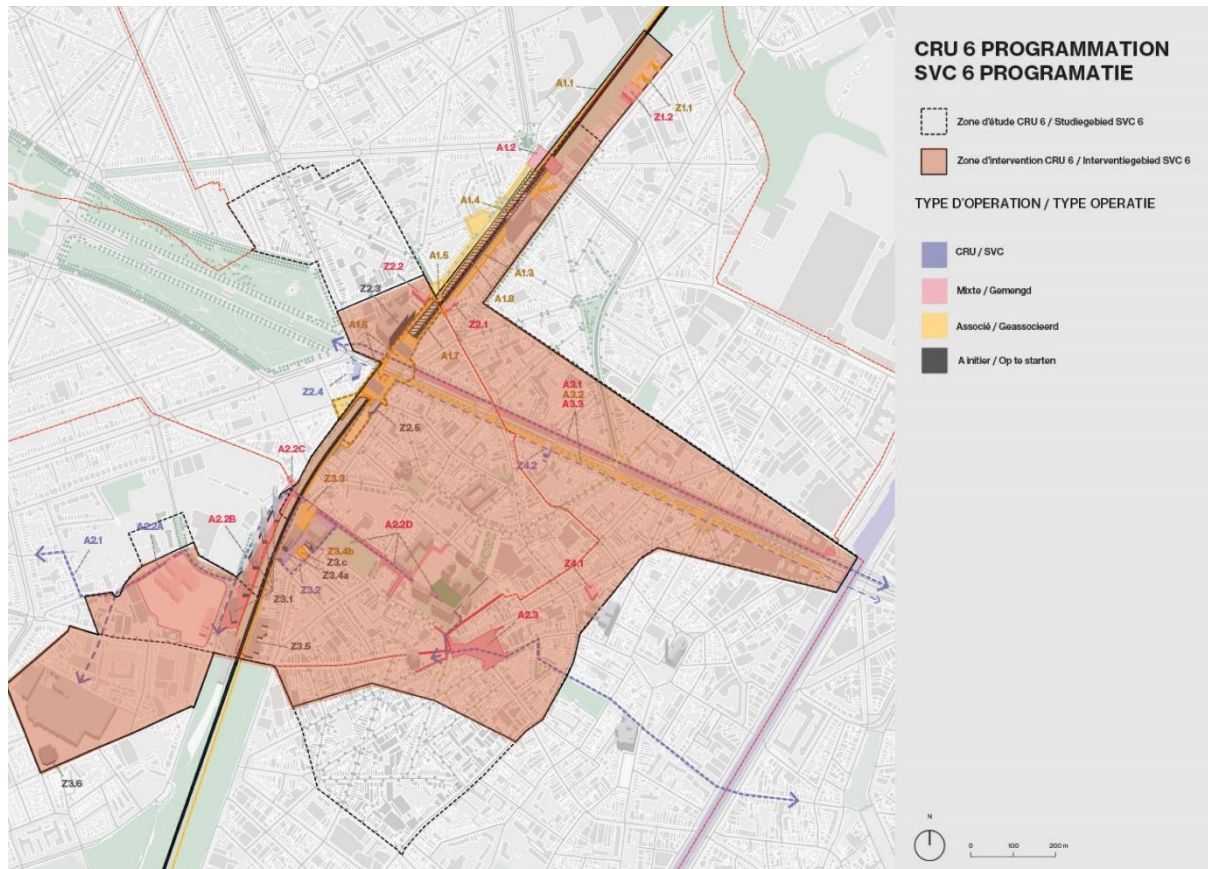 CRU 6 PROGRAMMATION
SVC 6 PROGRAMATIE
Zone d'étude CRU 6 / Studiegebied SVC 6
Zone d'intervention CRU 6 / Interventiegebied SVC 6
TYPE D'OPERATION / TYPE OPERATIE
CRU / SVC
Mixte / Gemengd
Associé / Geassocieerd
A initier / Op te starten
N
0 100 200 m
A1.1
Z1.1
Z1.2
A1.2
A1.4
A1.5
A1.3
Z2.2
Z2.3
A1.8
A1.6
Z2.1
A1.7
Z2.4
A3.1
A3.2
A3.3
Z2.5
A2.2C
Z4.2
Z3.3
A2.2B
A2.2A
A2.2D
A2.1
Z3.4b
Z3.c
Z3.4a
Z4.1
Z3.2
Z3.1
A2.3
Z3.5
Z3.6